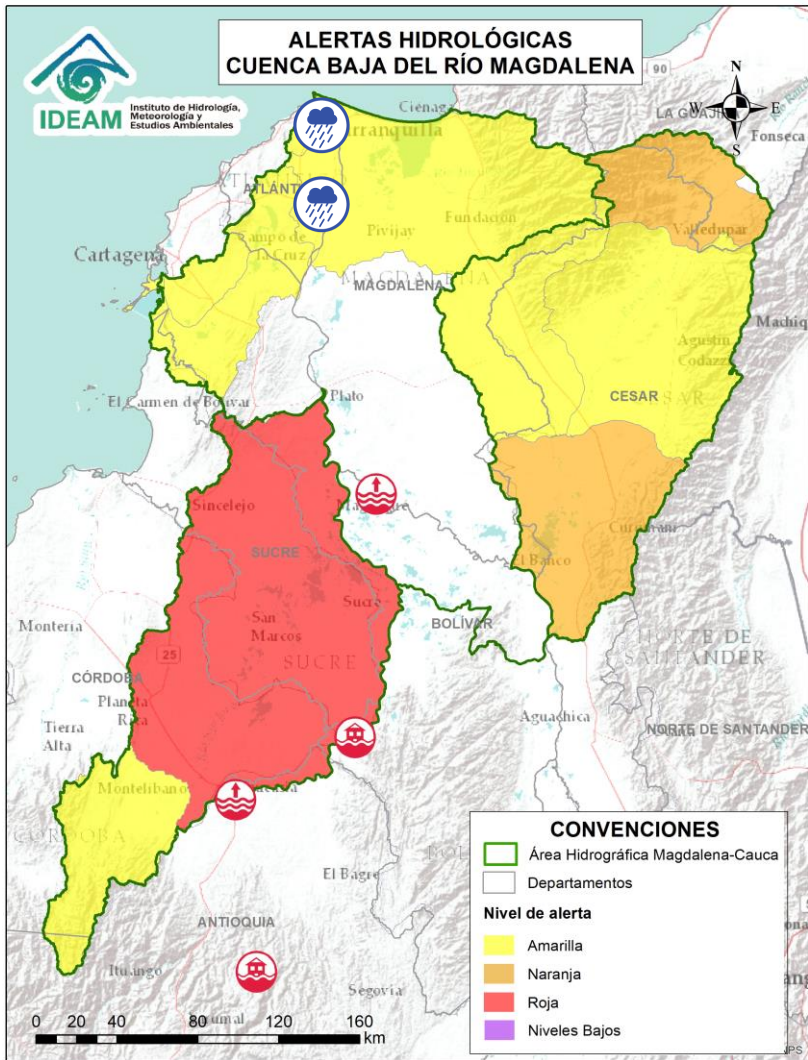 ALERTAS HIDROLÓGICAS
CUENCA BAJA DEL RÍO MAGDALENA
IDEAM
Instituto de Hidrología,
Meteorología y
Estudios Ambientales
N
W
E
S
90
Ciénaga
LA GUAJIRA
Fonseca
Valledupar
Cartagena
Campo de
la Cruz
Pivijay
Fundación
MAGDALENA
MAGDALENA
Agustín
Codazzi
CESAR
El Carmen de Bolívar
Plato
Sincelejo
SUCRE
El Banco
Sucre
San
Marcos
SUCRE
BOLÍVAR
Montería
25
CÓRDOBA
Planeta
Rica
Tierra
Alta
NORTE DE
SANTANDER
Aguachica
NORTE DE SANTANDER
Montelíbano
CÓRDOBA
El Bagre
ANTIOQUIA
Ituango
Segovia
0 20 40 80 120 160
km
CONVENCIONES
Área Hidrográfica Magdalena-Cauca
Departamentos
Nivel de alerta
Amarilla
Naranja
Roja
Niveles Bajos